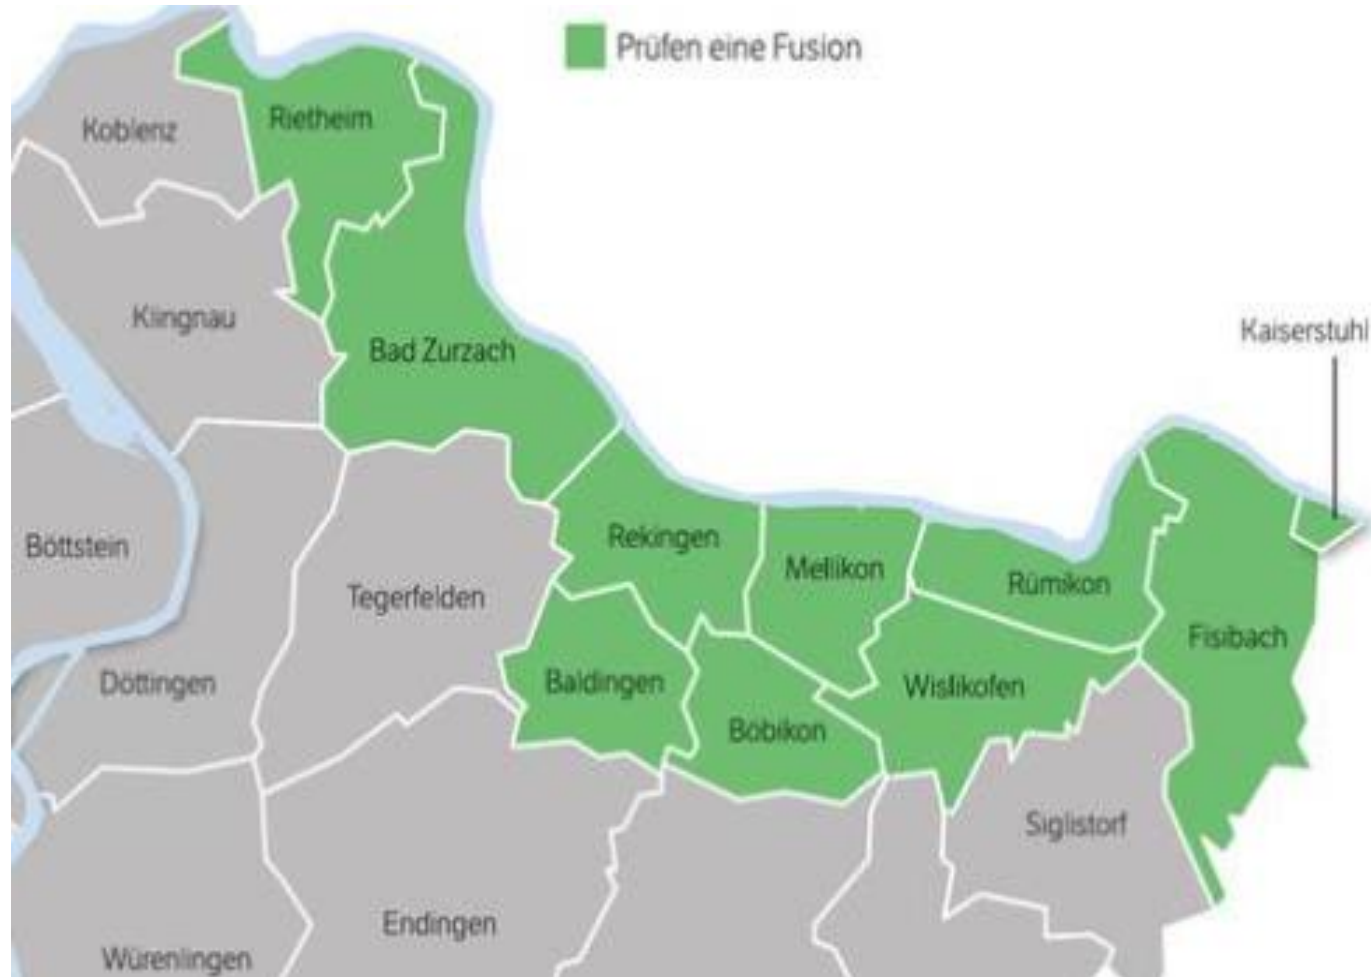 Prüfen eine Fusion
Koblenz
Rietheim
Klingnau
Bad Zurzach
Kaiserstuhl
Böttstein
Rekingen
Mellikon
Tegerfelden
Rümikon
Fisibach
Döttingen
Baldingen
Wislikofen
Böbikon
Siglistorf
Endingen
Würenlingen